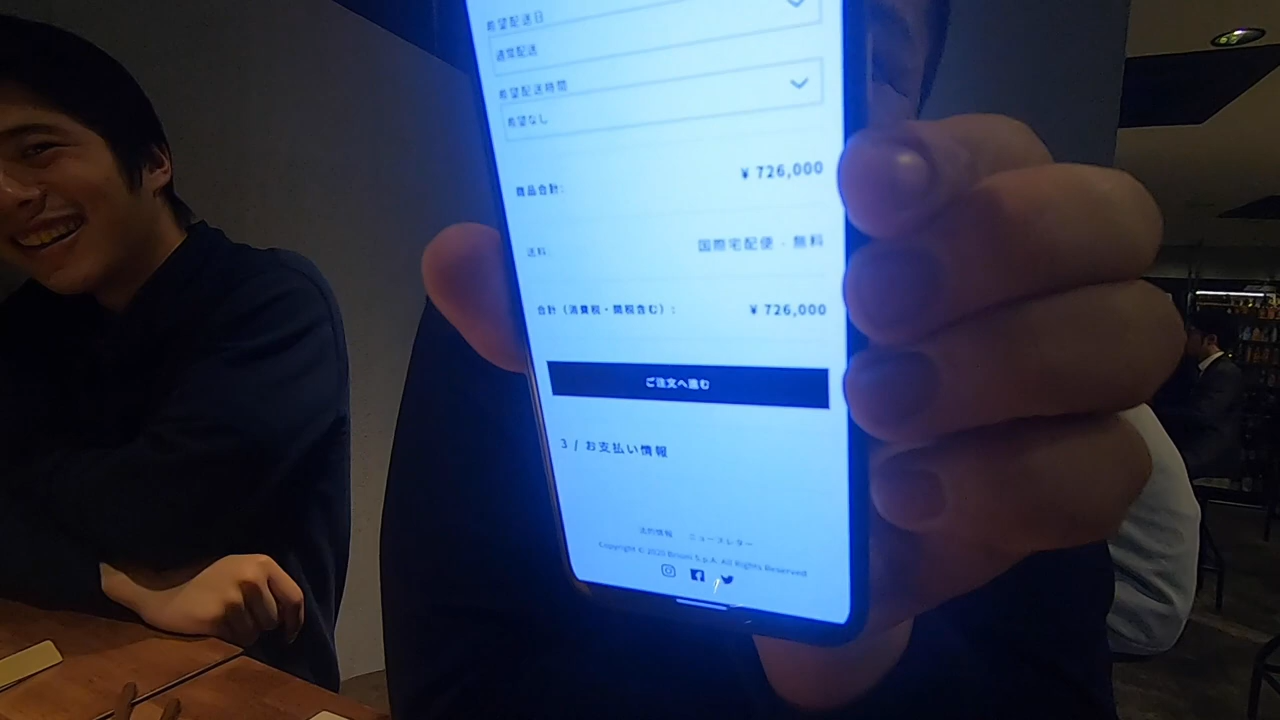 希望配送日
通常配送
希望配送時間
希望なし
商品合計: ¥ 726,000
送料: 国際宅配便 - 無料
合計 (消費税・関税含む) : ¥ 726,000
ご注文へ進む
3 / お支払い情報
法的情報 ニュースレター
Copyright © 2020 Brioni S.p.A. All Rights Reserved